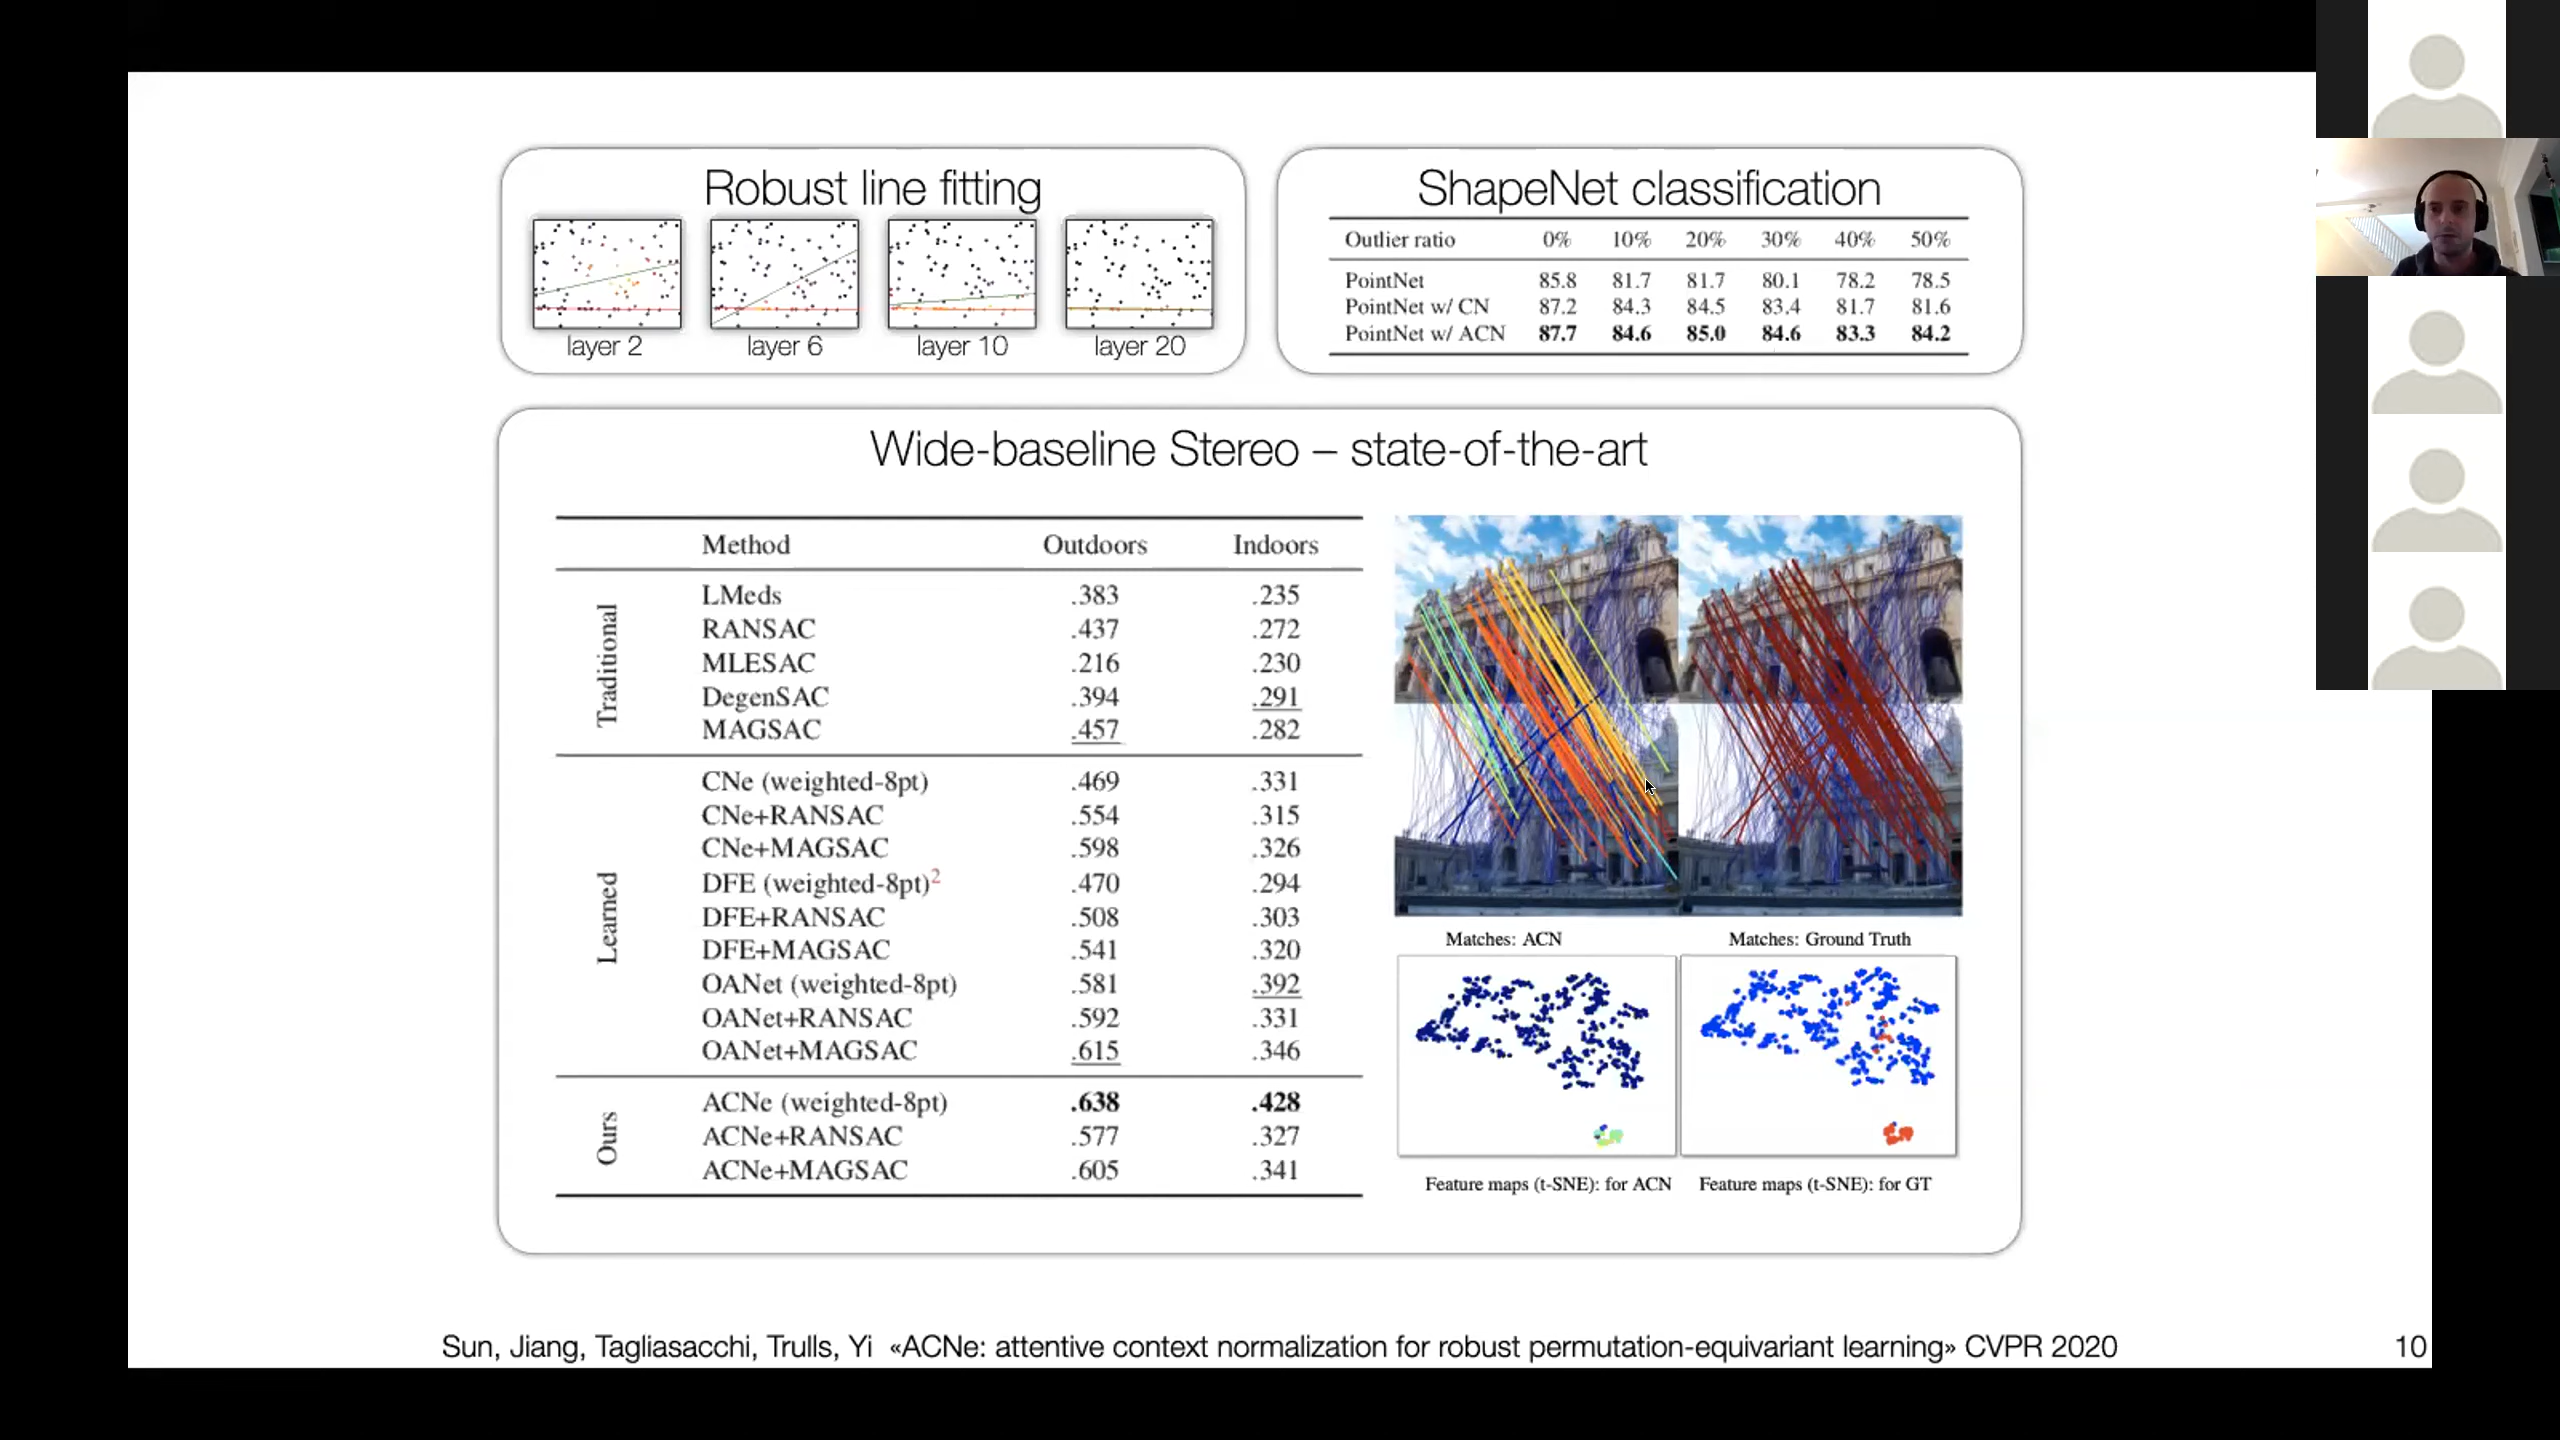 Robust line fitting
layer 2 layer 6 layer 10 layer 20
ShapeNet classification
Outlier ratio 0% 10% 20% 30% 40% 50%
PointNet 85.8 81.7 81.7 80.1 78.2 78.5
PointNet w/ CN 87.2 84.3 84.5 83.4 81.7 81.6
PointNet w/ ACN 87.7 84.6 85.0 84.6 83.3 84.2
Wide-baseline Stereo – state-of-the-art
Method Outdoors Indoors
Traditional
LMeds .383 .235
RANSAC .437 .272
MLESAC .216 .230
DegenSAC .394 .291
MAGSAC .457 .282
Learned
CNe (weighted-8pt) .469 .331
CNe+RANSAC .554 .315
CNe+MAGSAC .598 .326
DFE (weighted-8pt)2 .470 .294
DFE+RANSAC .508 .303
DFE+MAGSAC .541 .320
OANet (weighted-8pt) .581 .392
OANet+RANSAC .592 .331
OANet+MAGSAC .615 .346
Ours
ACNe (weighted-8pt) .638 .428
ACNe+RANSAC .577 .327
ACNe+MAGSAC .605 .341
Matches: ACN Matches: Ground Truth
Feature maps (t-SNE): for ACN Feature maps (t-SNE): for GT
Sun, Jiang, Tagliasacchi, Trulls, Yi «ACNe: attentive context normalization for robust permutation-equivariant learning» CVPR 2020
10